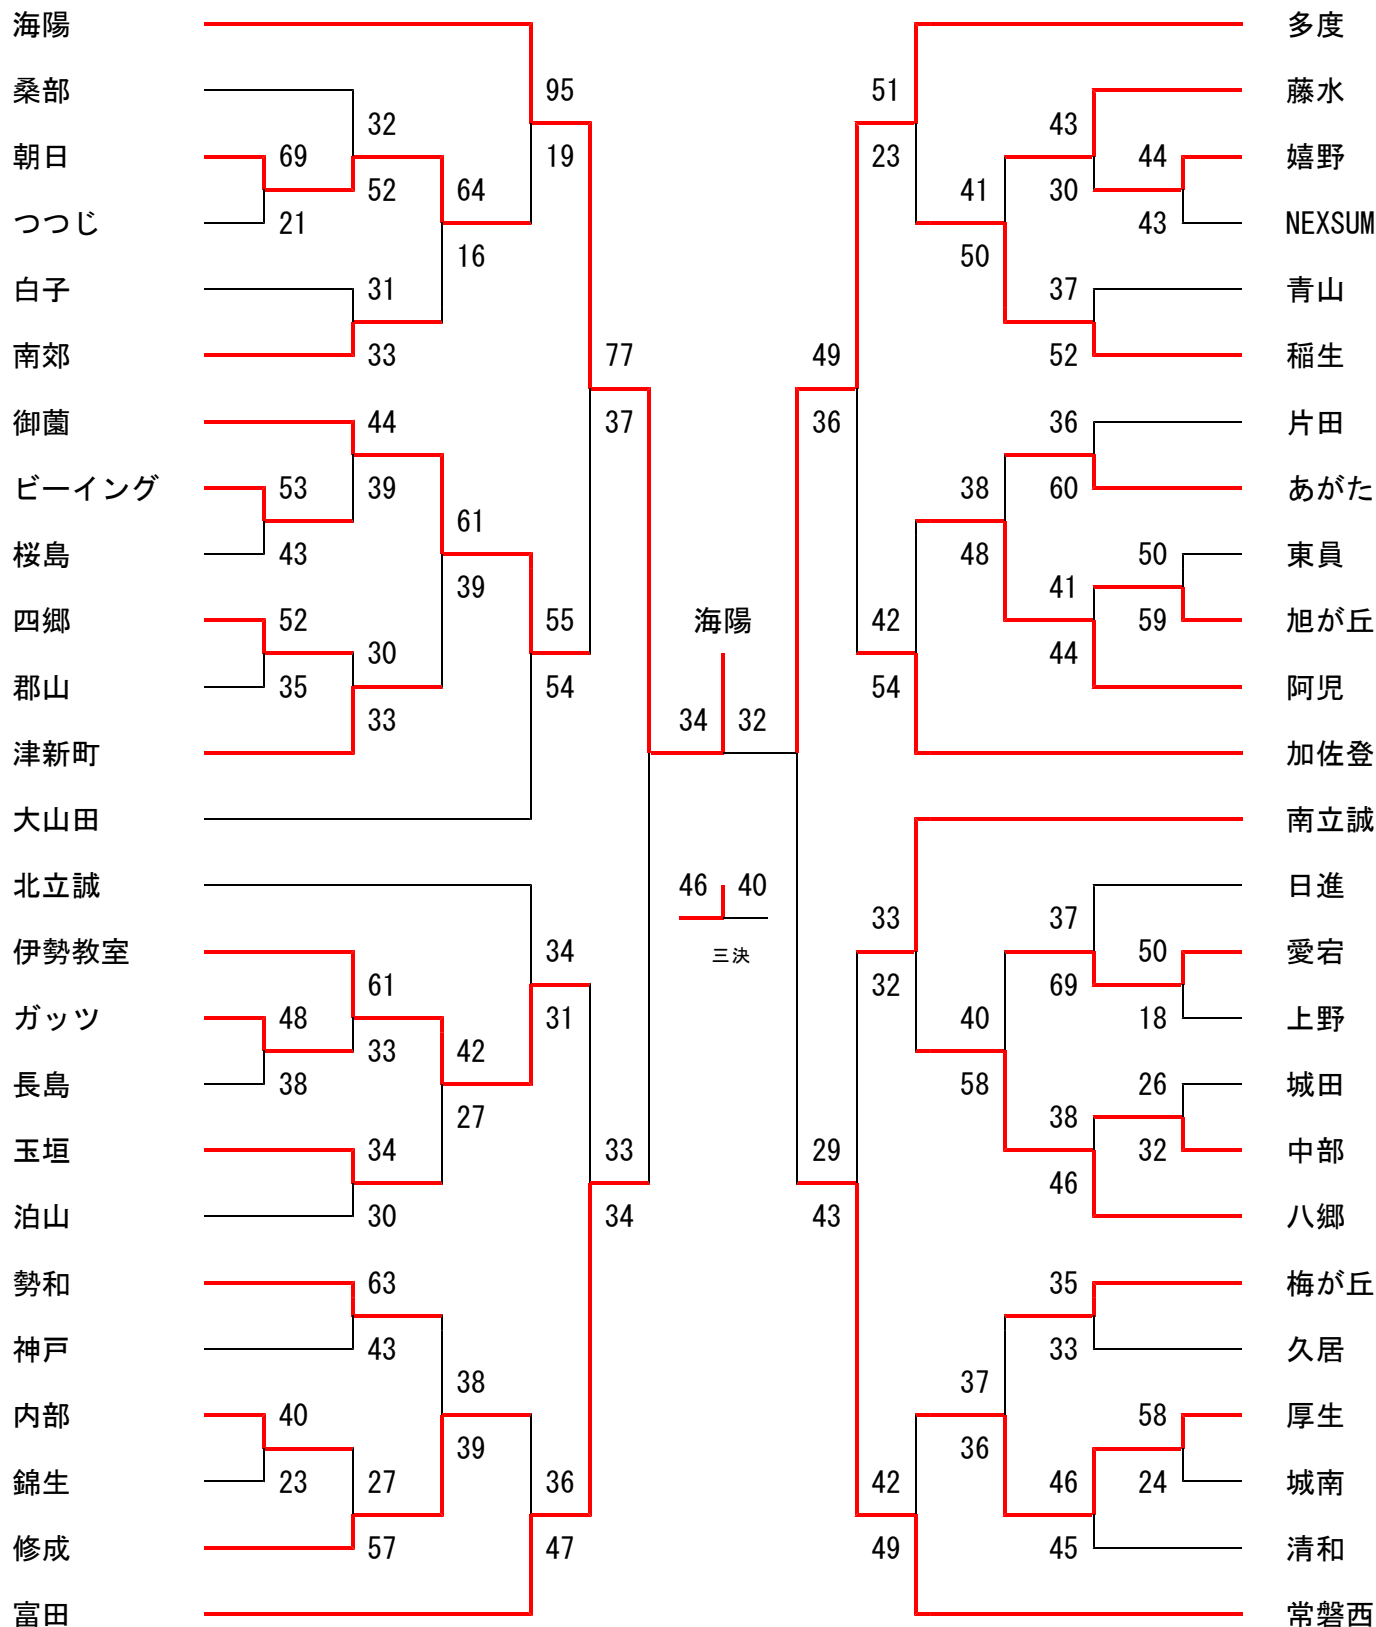 海陽 多度
95 51
桑部 藤水
32 43
朝日 69 19 23 44 嬉野
52 64 41 30
つつじ 21 43 NEXSUM
16 50
白子 31 37 青山
南郊 33 77 49 52 稲生
御薗 44 37 36 36 片田
ビーイング 53 39 38 60 あがた
61 48
桜島 43 50 東員
39 41
四郷 52 55 海陽 42 59 旭が丘
30 44
郡山 35 54 54 阿児
33 34 32
津新町 加佐登
大山田 南立誠
北立誠 46 40 日進
33 37
伊勢教室 34 三決 50 愛宕
61 32 69
ガッツ 48 31 40 18 上野
33 42
長島 38 58 26 城田
27 38
玉垣 34 33 29 32 中部
46
泊山 30 34 43 八郷
勢和 63 35 梅が丘
神戸 43 33 久居
38 37
内部 40 58 厚生
39 36
錦生 23 27 36 42 46 24 城南
修成 57 47 49 45 清和
富田 常磐西